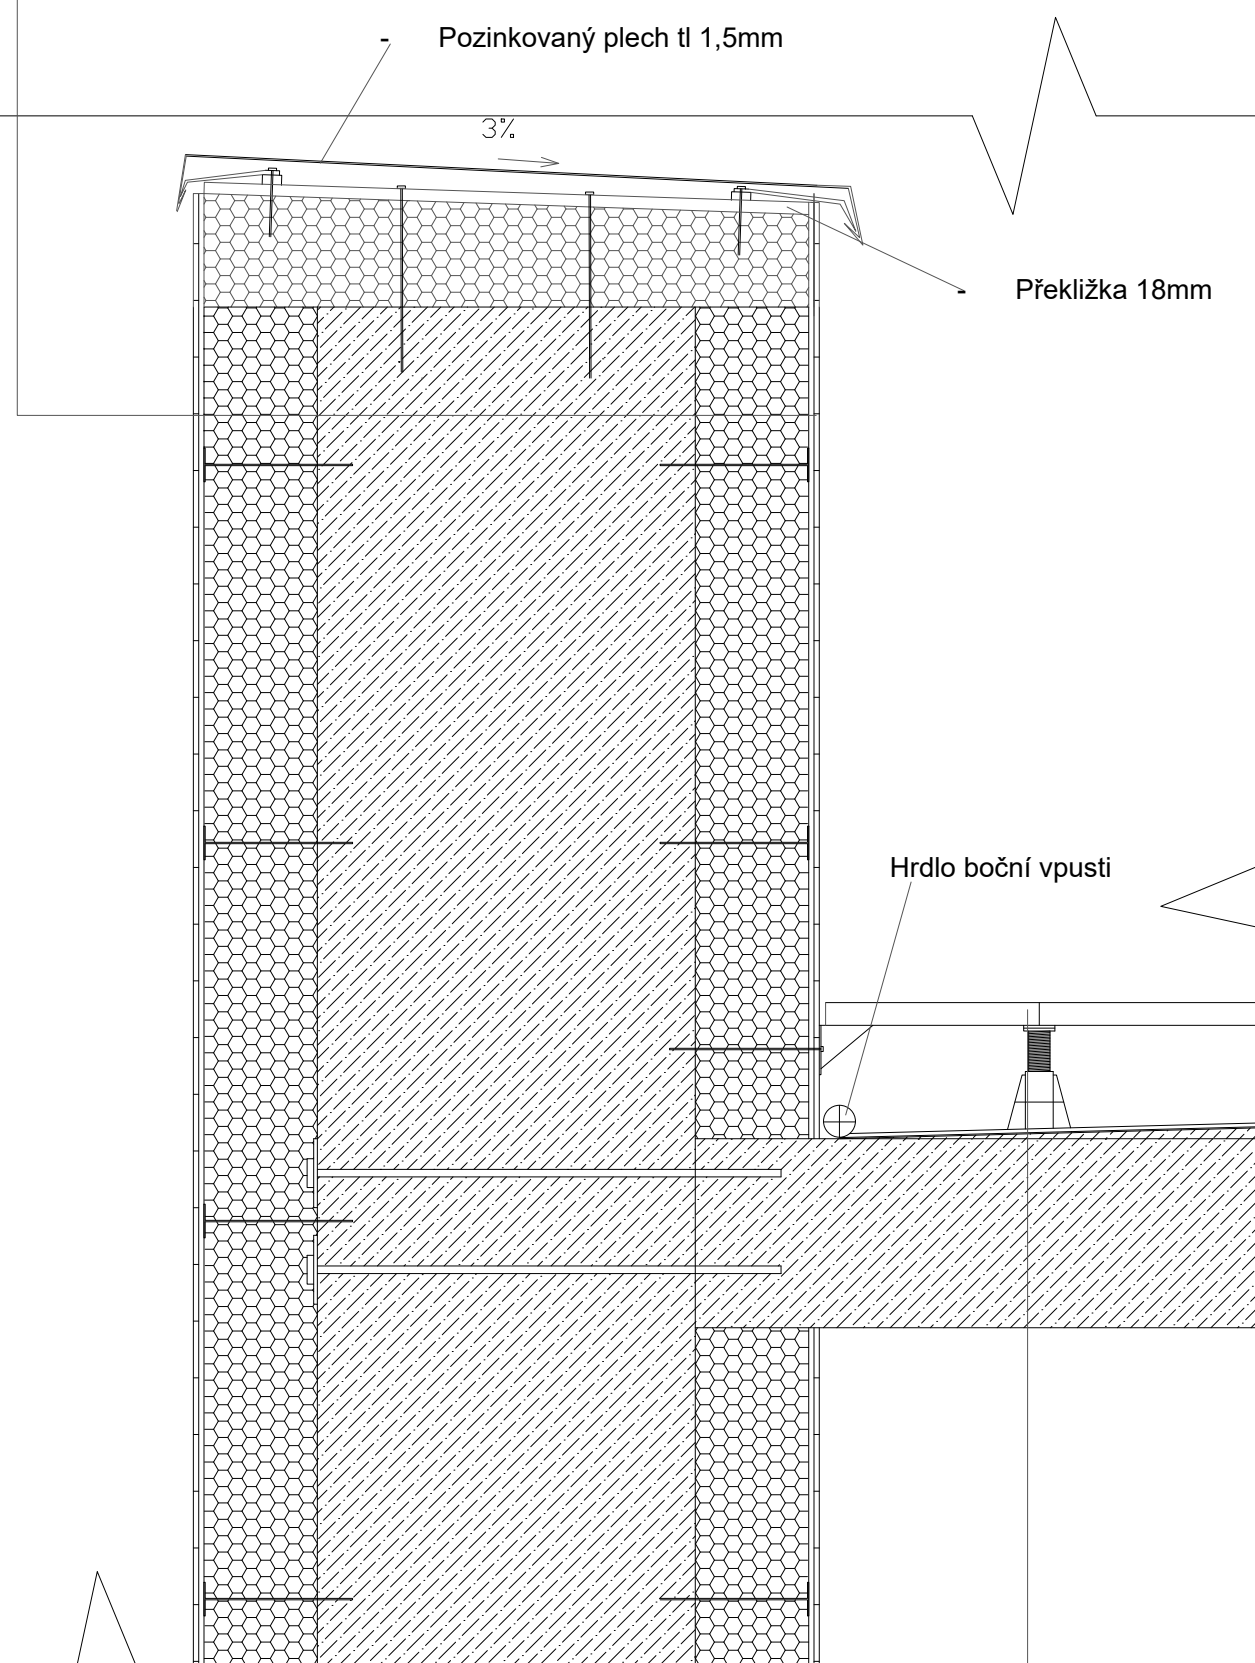 - Pozinkovaný plech tl 1,5mm
3%
- Překližka 18mm
Hrdlo boční vpusti